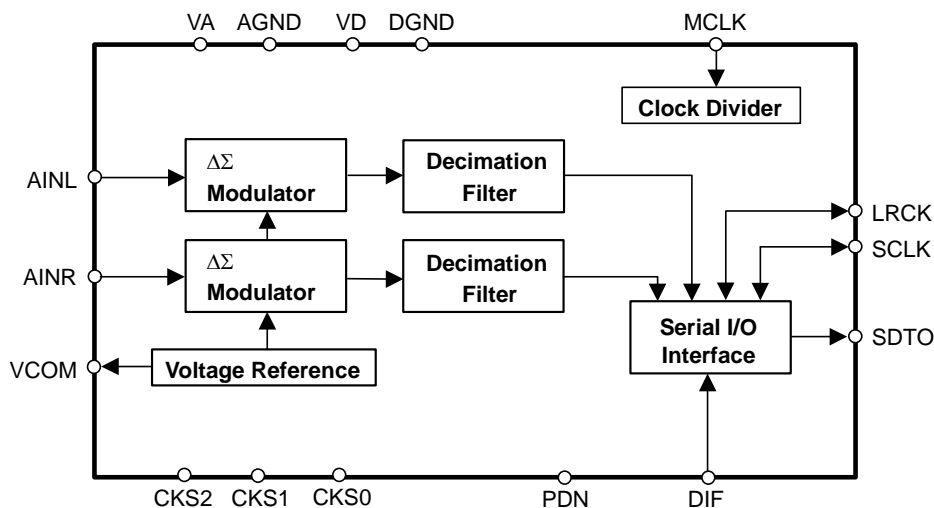 VA AGND VD DGND MCLK
Clock Divider
ΔΣ
Modulator
Decimation
Filter
AINL
LRCK
SCLK
ΔΣ
Modulator
Decimation
Filter
AINR
Serial I/O
Interface
SDTO
VCOM
Voltage Reference
CKS2 CKS1 CKS0 PDN DIF